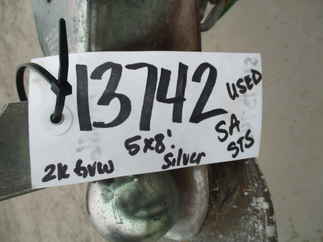 13742 USED
5x8' SA
2K GVW Silver STS